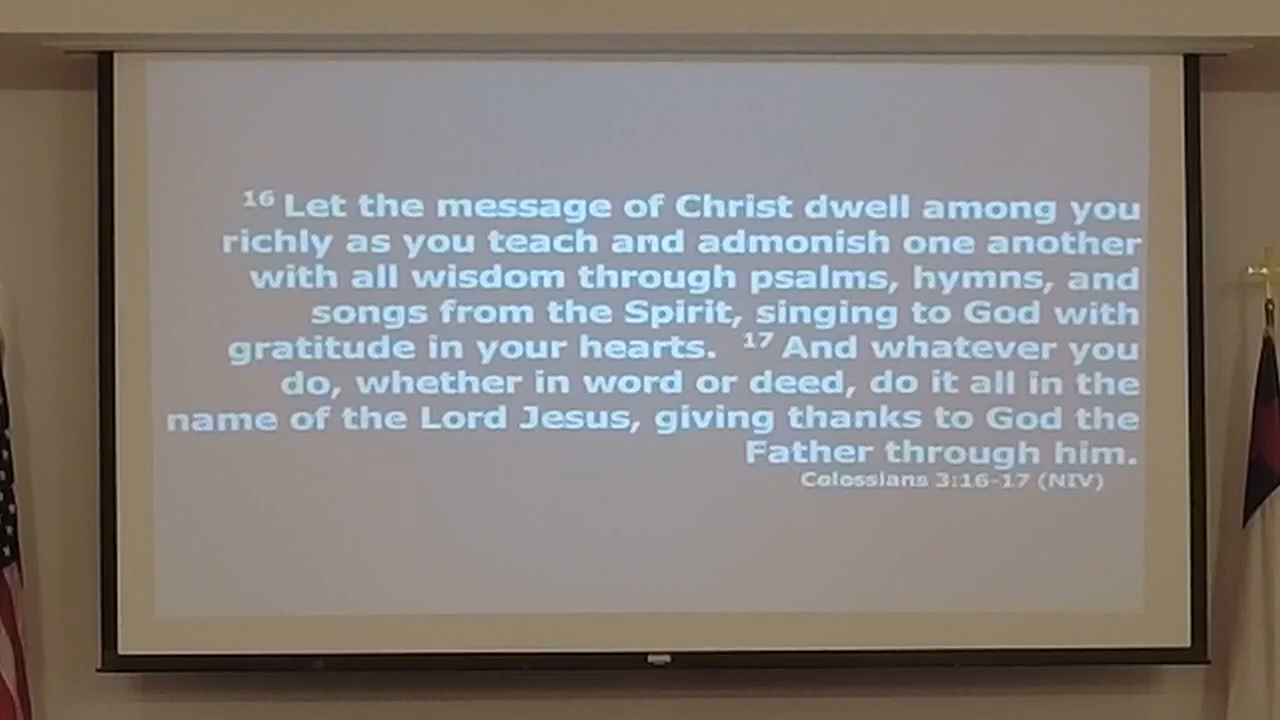 16 Let the message of Christ dwell among you
richly as you teach and admonish one another
with all wisdom through psalms, hymns, and
songs from the Spirit, singing to God with
gratitude in your hearts. 17 And whatever you
do, whether in word or deed, do it all in the
name of the Lord Jesus, giving thanks to God the
Father through him.
Colossians 3:16-17 (NIV)